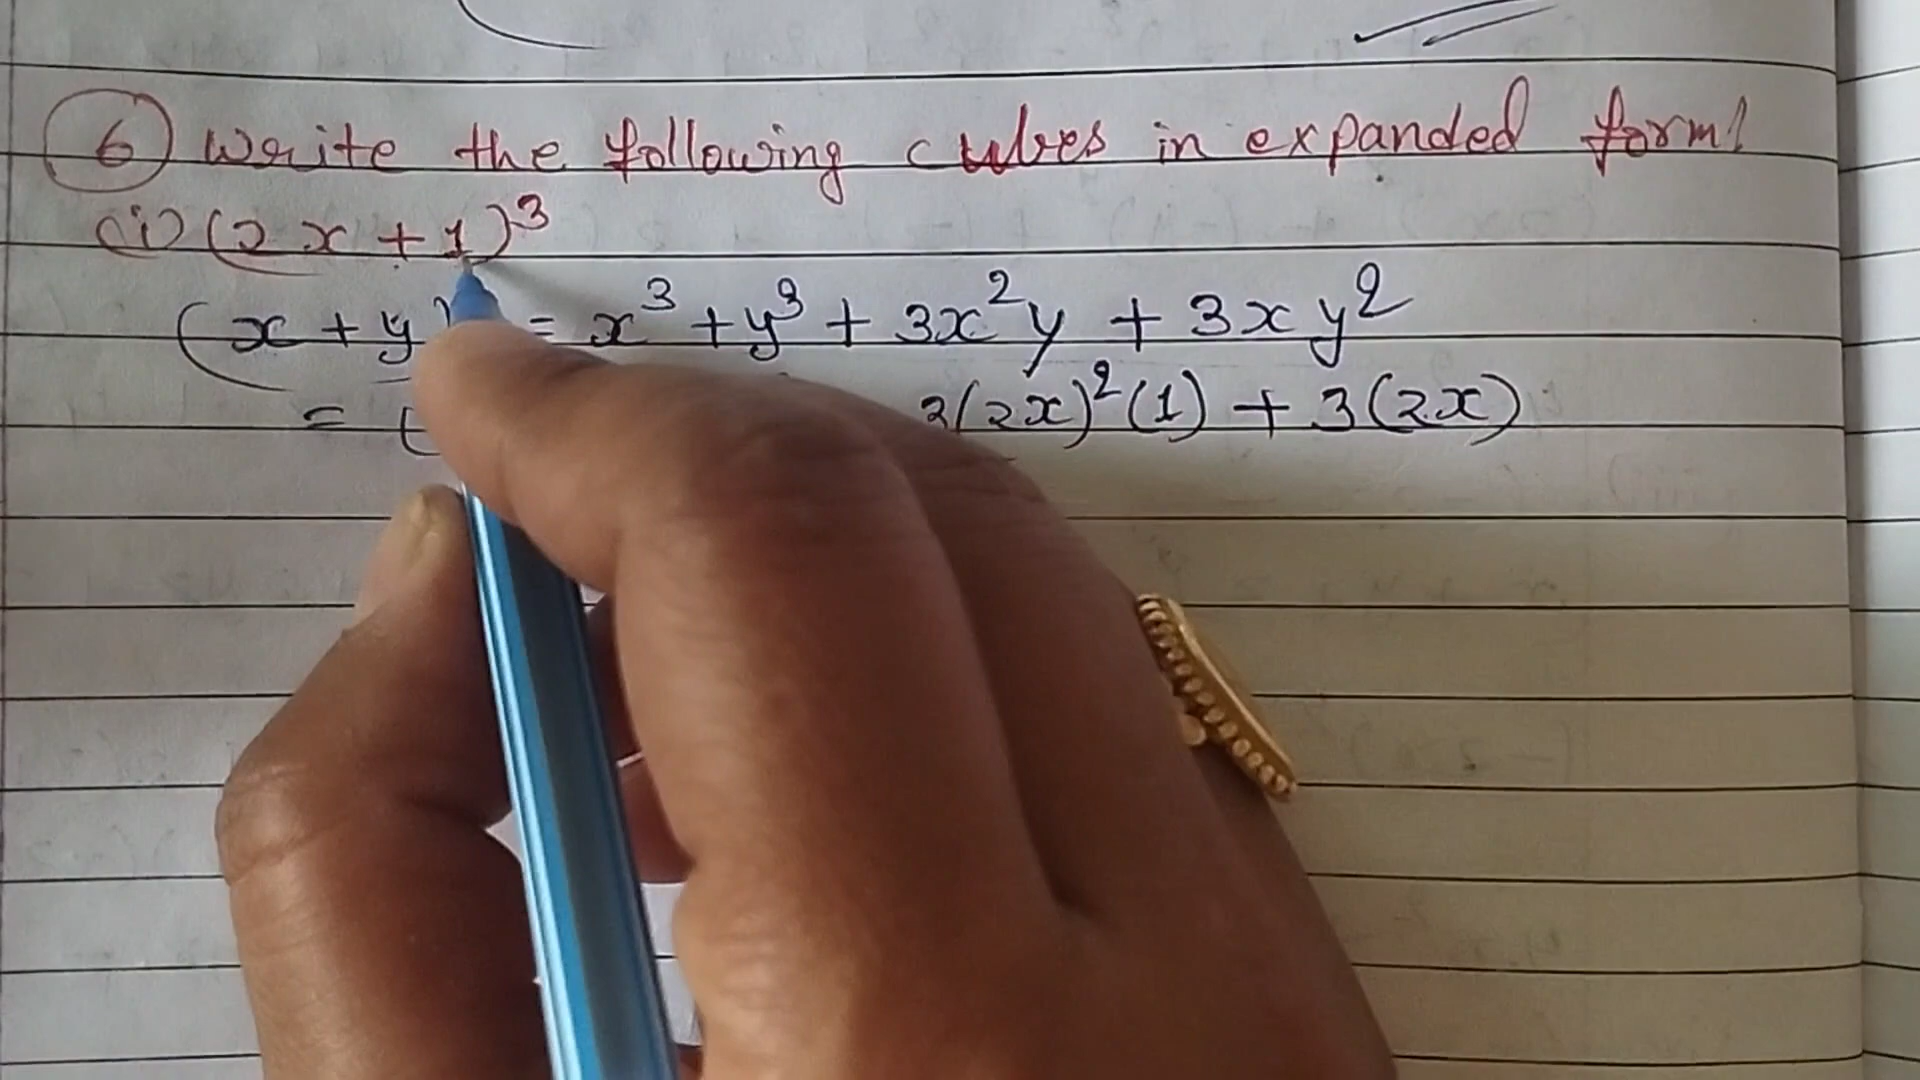 6 Write the following cubes in expanded form:
(i) (2x + 1)³
(x + y) = x³ + y³ + 3x²y + 3xy²
= ( 3(2x)²(1) + 3(2x)